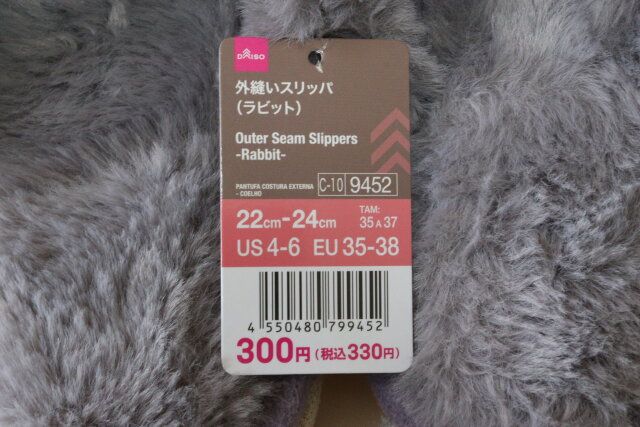 DAISO
外縫いスリッパ
（ラビット）
Outer Seam Slippers
-Rabbit-
PANTUFA COSTURA EXTERNA
- COELHO
C-10 9452
22cm-24cm
TAM:
35 A 37
US 4-6 EU 35-38
4 550480 799452
300円（税込330円）